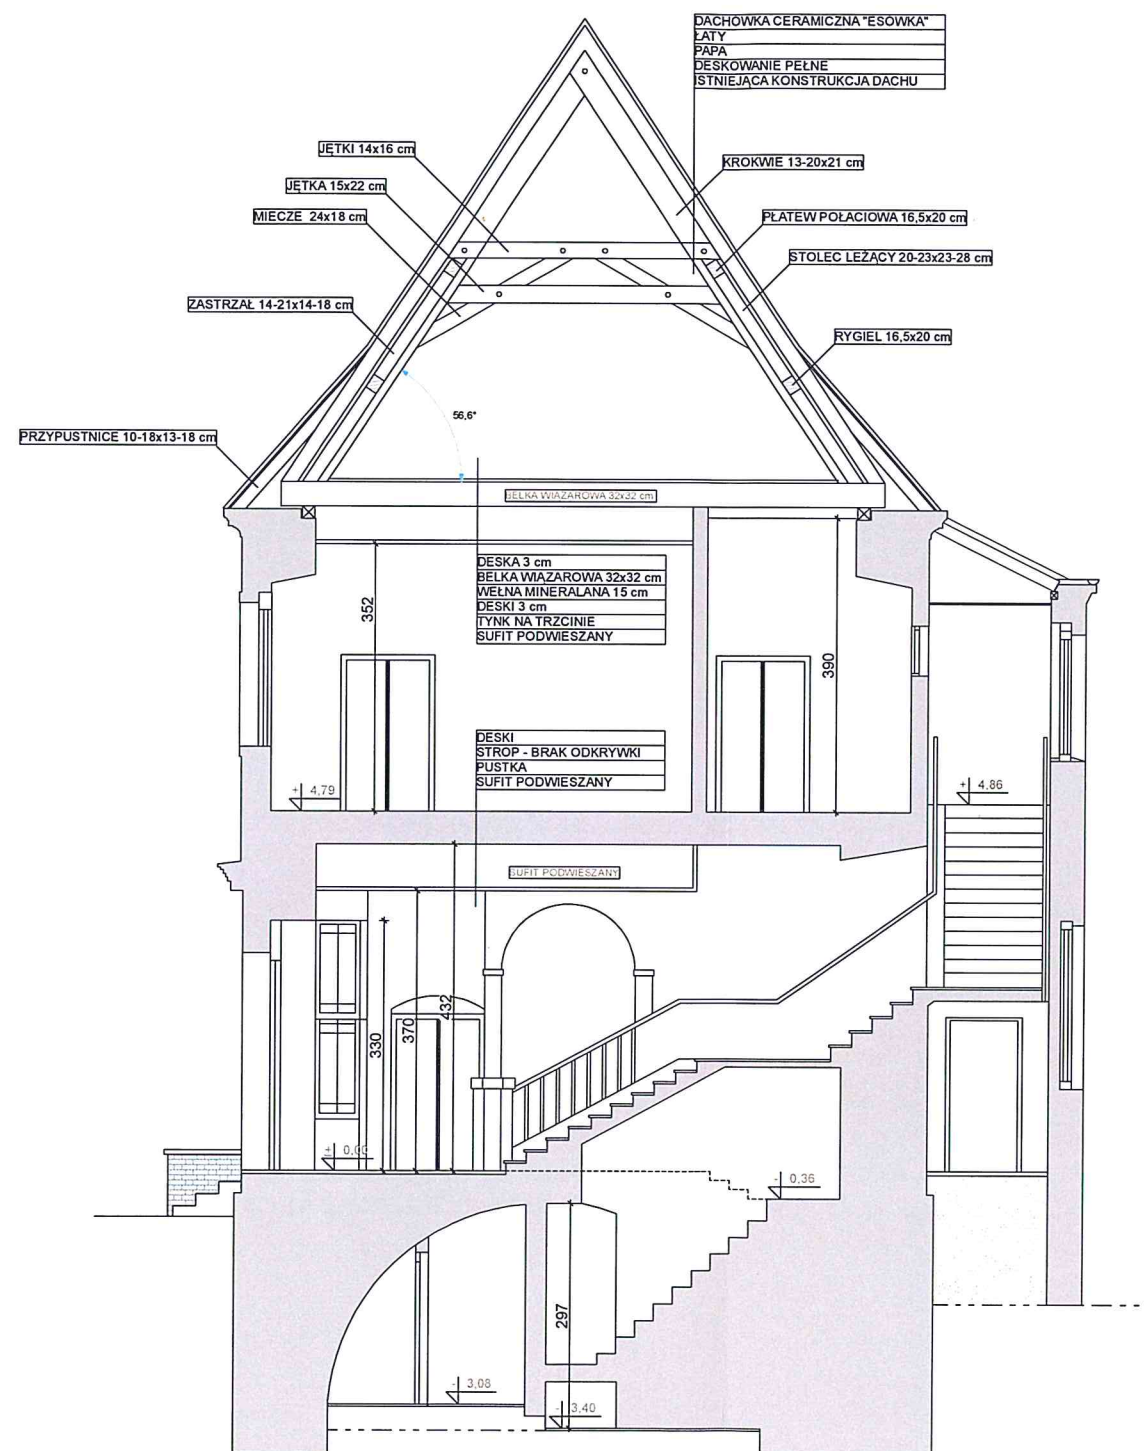 DACHÓWKA CERAMICZNA "ESÓWKA"
ŁATY
PAPA
DESKOWANIE PEŁNE
ISTNIEJĄCA KONSTRUKCJA DACHU
JĘTKI 14x16 cm
KROKWIE 13-20x21 cm
JĘTKA 15x22 cm
MIECZE 24x18 cm
PŁATEW POŁACIOWA 16,5x20 cm
STOLEC LEŻĄCY 20-23x23-28 cm
ZASTRZAŁ 14-21x14-18 cm
RYGIEL 16,5x20 cm
56,6°
PRZYPUSTNICE 10-18x13-18 cm
BELKA WIAZAROWA 32x32 cm
DESKA 3 cm
BELKA WIAZAROWA 32x32 cm
WEŁNA MINERALANA 15 cm
DESKI 3 cm
TYNK NA TRZCINIE
SUFIT PODWIESZANY
352
390
DESKI
STROP - BRAK ODKRYWKI
PUSTKA
SUFIT PODWIESZANY
+ 4,79
+ 4,86
SUFIT PODWIESZANY
330
370
432
± 0,00
- 0,36
297
- 3,08
- 3,40